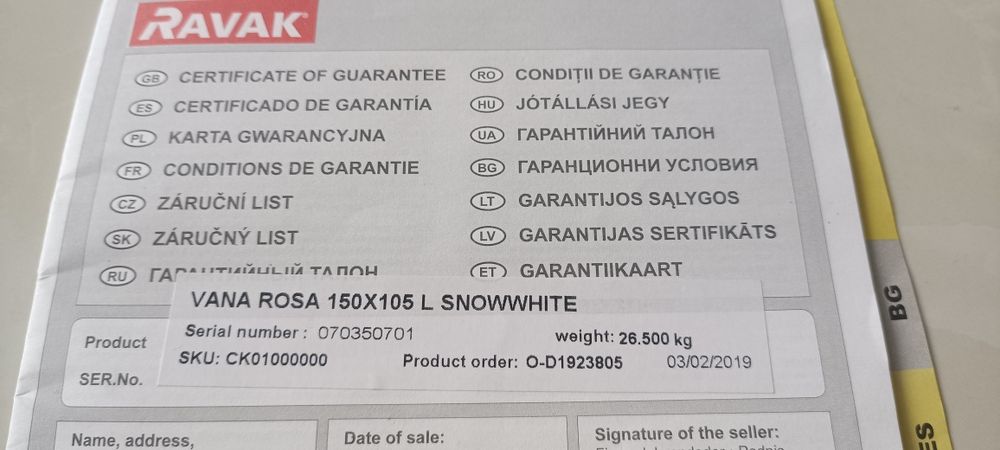 RAVAK
GB CERTIFICATE OF GUARANTEE
ES CERTIFICADO DE GARANTÍA
PL KARTA GWARANCYJNA
FR CONDITIONS DE GARANTIE
CZ ZÁRUČNÍ LIST
SK ZÁRUČNÝ LIST
RU ГАРАНТИЙНЫЙ ТАЛОН
RO CONDIȚII DE GARANȚIE
HU JÓTÁLLÁSI JEGY
UA ГАРАНТІЙНИЙ ТАЛОН
BG ГАРАНЦИОННИ УСЛОВИЯ
LT GARANTIJOS SĄLYGOS
LV GARANTIJAS SERTIFIKĀTS
ET GARANTIIKAART
VANA ROSA 150X105 L SNOWWHITE
Serial number : 070350701 weight: 26.500 kg
SKU: CK01000000 Product order: O-D1923805 03/02/2019
Product
SER.No.
Name, address,
Date of sale:
Signature of the seller:
BG
ES